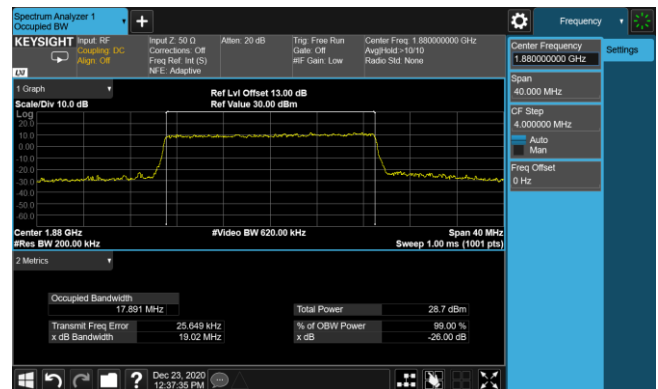 Spectrum Analyzer 1
Occupied BW
Frequency
KEYSIGHT
Input: RF
Coupling: DC
Align: Off
Input Z: 50 Ω
Corrections: Off
Freq Ref: Int (S)
NFE: Adaptive
Atten: 20 dB
Trig: Free Run
Gate: Off
#IF Gain: Low
Center Freq: 1.880000000 GHz
Avg|Hold:>10/10
Radio Std: None
LXI
Center Frequency
1.880000000 GHz
Settings
Span
40.000 MHz
CF Step
4.000000 MHz
Auto
Man
Freq Offset
0 Hz
1 Graph
Scale/Div 10.0 dB
Ref Lvl Offset 13.00 dB
Ref Value 30.00 dBm
Log
20.0
10.0
0.00
-10.0
-20.0
-30.0
-40.0
-50.0
-60.0
Center 1.88 GHz
#Video BW 620.00 kHz
Span 40 MHz
#Res BW 200.00 kHz
Sweep 1.00 ms (1001 pts)
2 Metrics
Occupied Bandwidth
17.891 MHz
Total Power 28.7 dBm
Transmit Freq Error 25.649 kHz
% of OBW Power 99.00 %
x dB Bandwidth 19.02 MHz
x dB -26.00 dB
?
Dec 23, 2020
12:37:35 PM